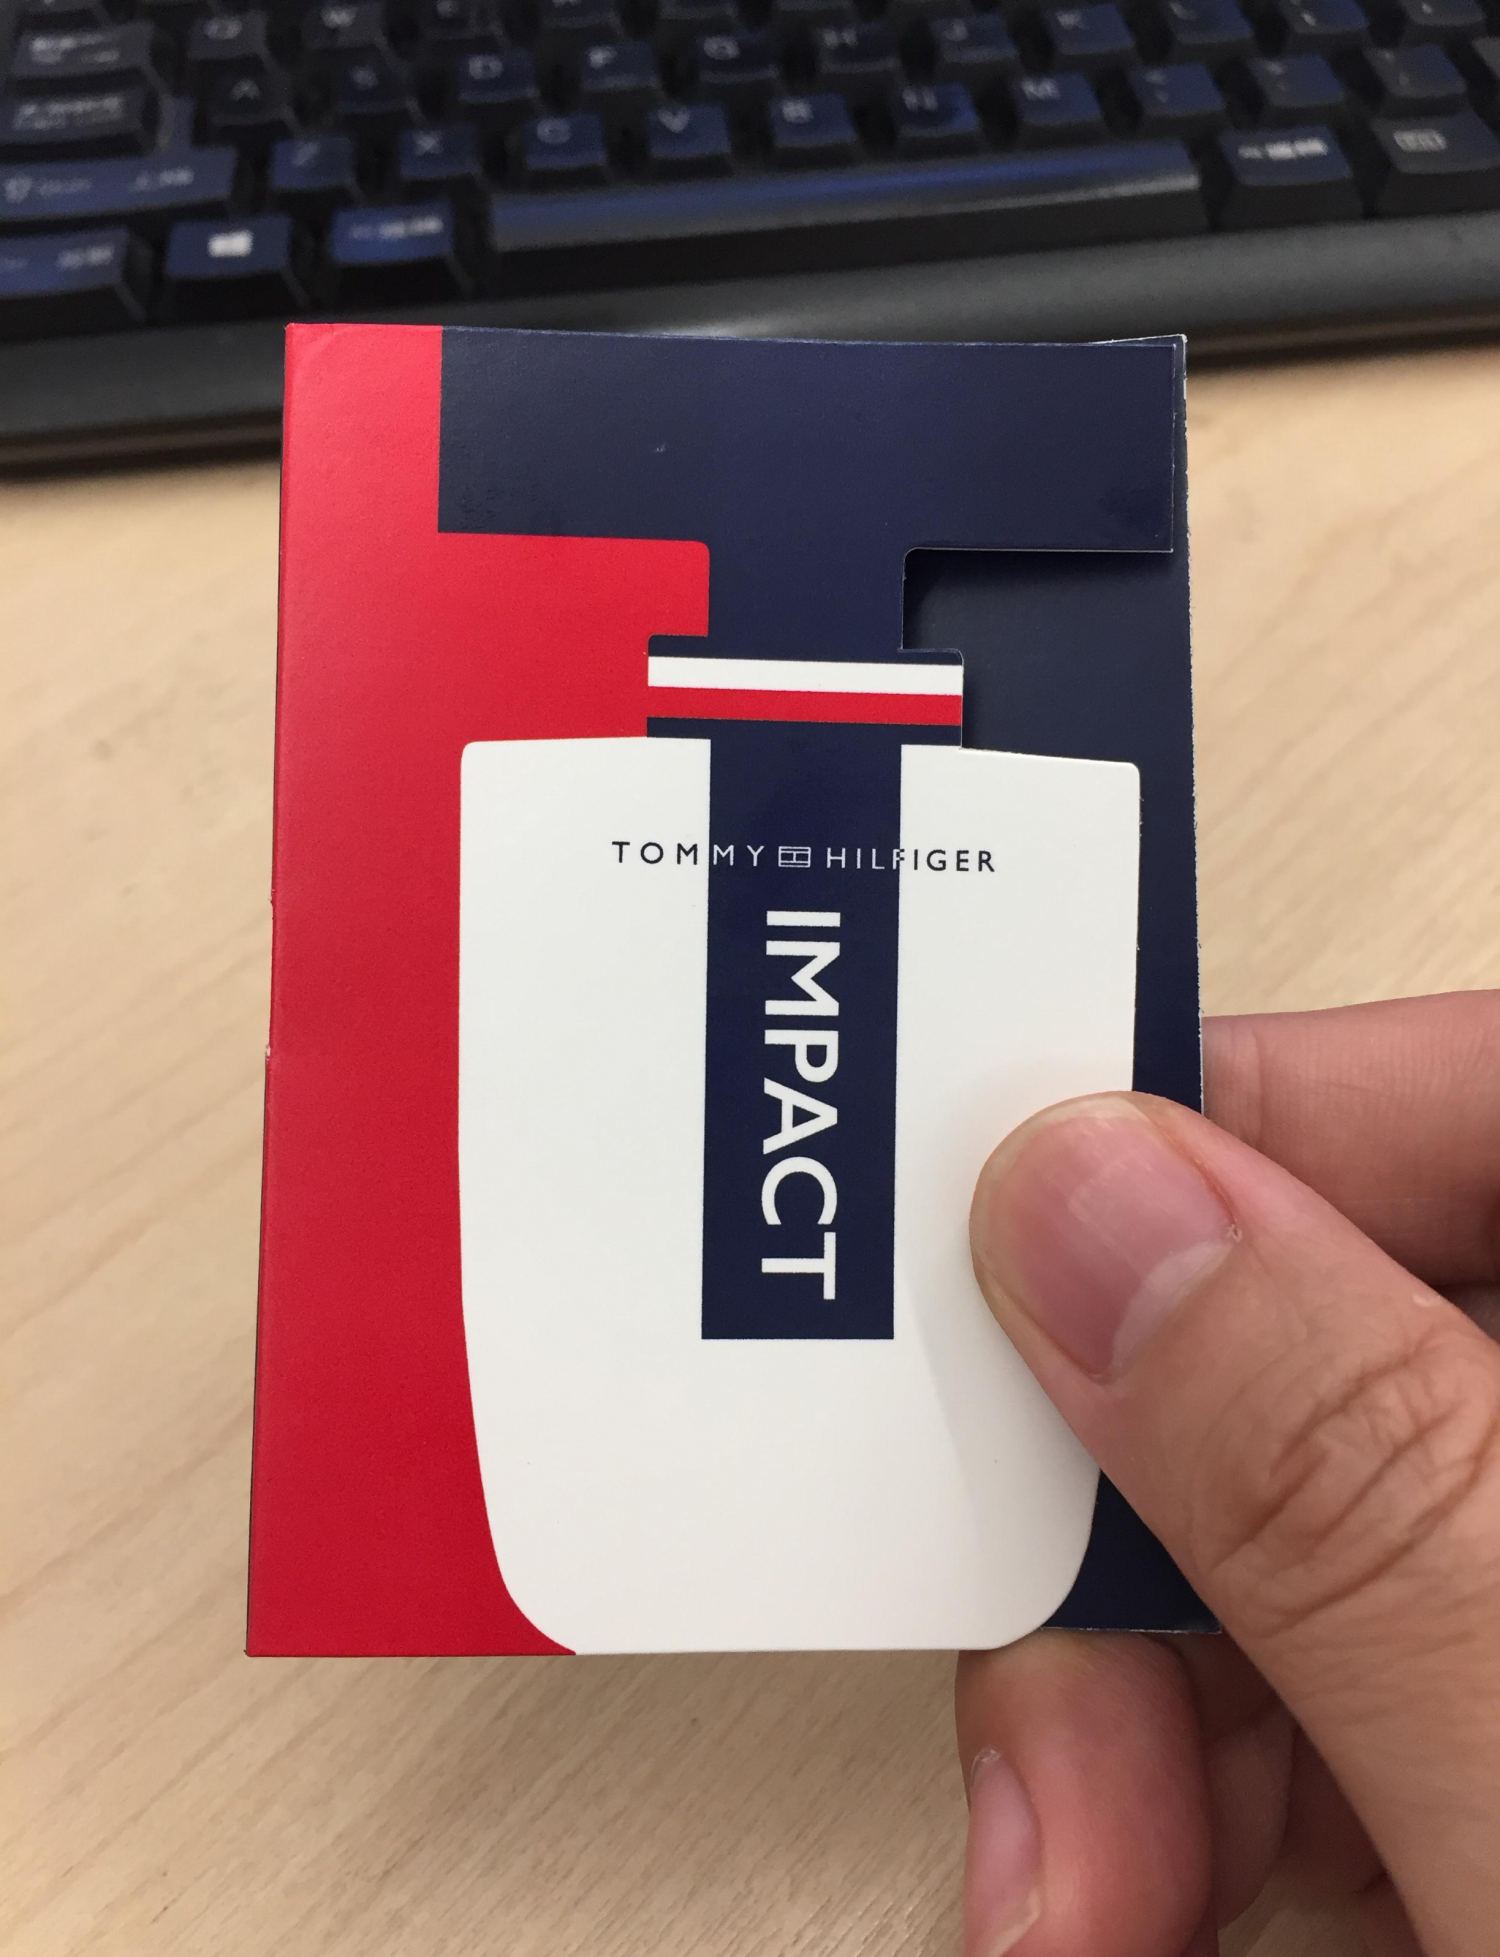 Q W
A S D F G H J K L
Z X C V B N M
TOMMY HILFIGER
IMPACT